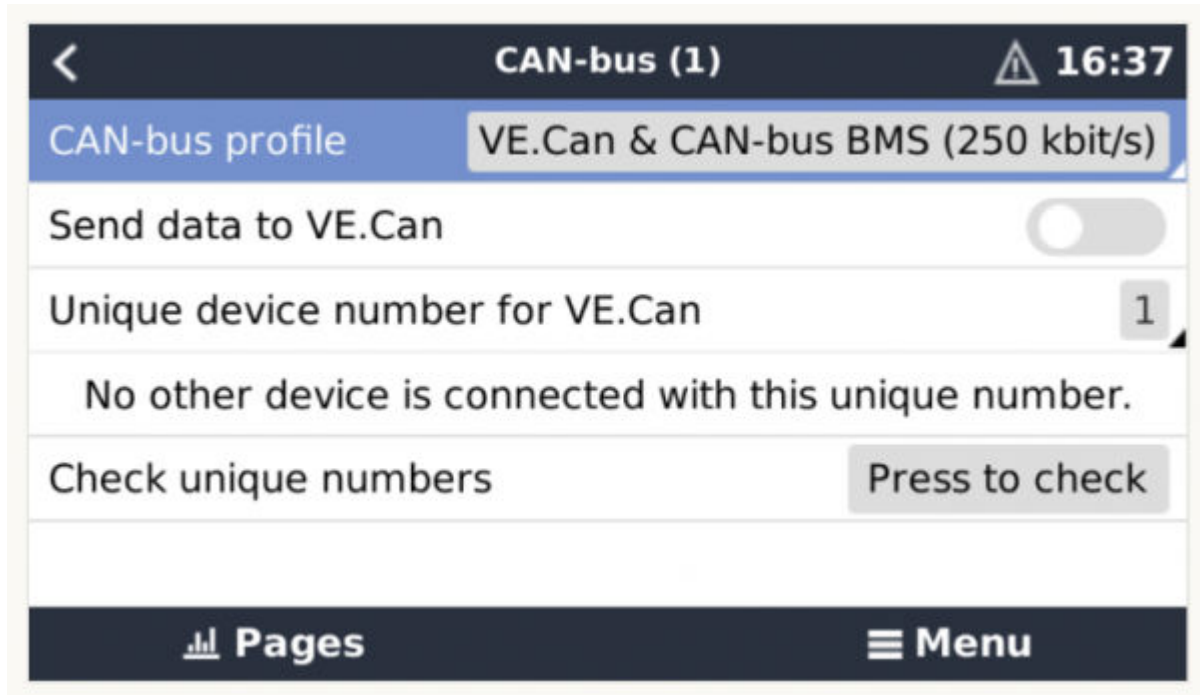 CAN-bus (1) 16:37
CAN-bus profile VE.Can & CAN-bus BMS (250 kbit/s)
Send data to VE.Can
Unique device number for VE.Can 1
No other device is connected with this unique number.
Check unique numbers Press to check
Pages Menu